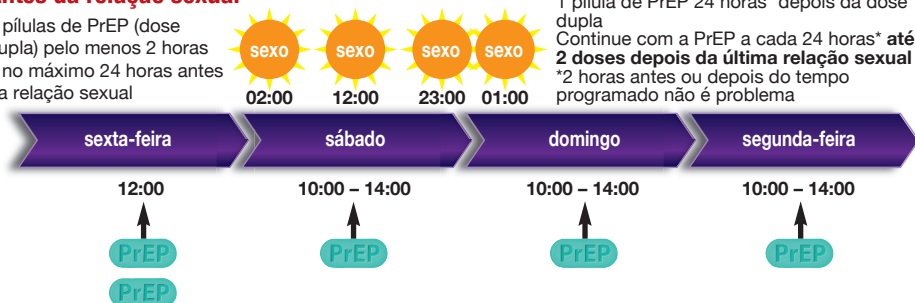 antes da relação sexual
pílulas de PrEP (dose
pelo menos 2 horas
no máximo 24 horas antes
relação sexual
1 pílula de PrEP 24 horas* depois da dose
dupla
Continue com a PrEP a cada 24 horas* até
2 doses depois da última relação sexual
*2 horas antes ou depois do tempo
programado não é problema
sexo sexo sexo sexo
02:00 12:00 23:00 01:00
sexta-feira sábado domingo segunda-feira
12:00 10:00 – 14:00 10:00 – 14:00 10:00 – 14:00
PrEP PrEP PrEP PrEP
PrEP